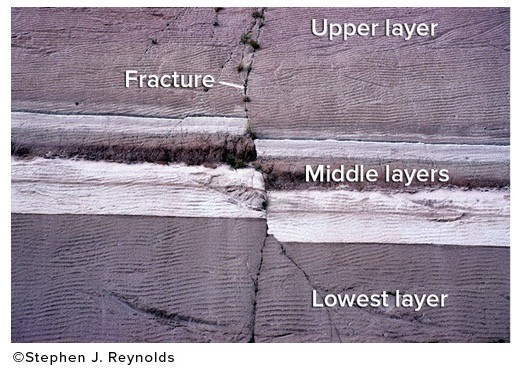 Upper layer
Fracture
Middle layers
Lowest layer
©Stephen J. Reynolds